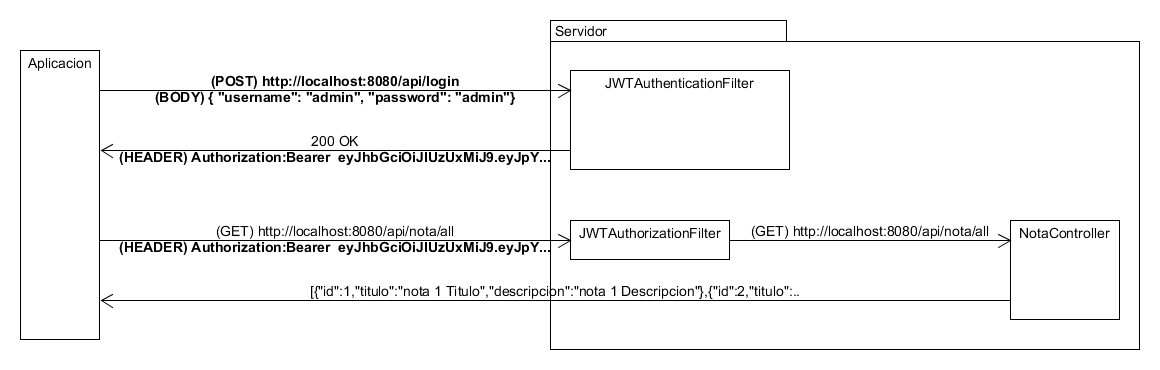 Servidor
Aplicacion
(POST) http://localhost:8080/api/login
(BODY) { "username": "admin", "password": "admin"}
JWTAuthenticationFilter
200 OK
(HEADER) Authorization:Bearer eyJhbGciOiJIUzUxMiJ9.eyJpY...
(GET) http://localhost:8080/api/nota/all
(HEADER) Authorization:Bearer eyJhbGciOiJIUzUxMiJ9.eyJpY...
JWTAuthorizationFilter
(GET) http://localhost:8080/api/nota/all
NotaController
[{"id":1,"titulo":"nota 1 Titulo","descripcion":"nota 1 Descripcion"},{"id":2,"titulo":..